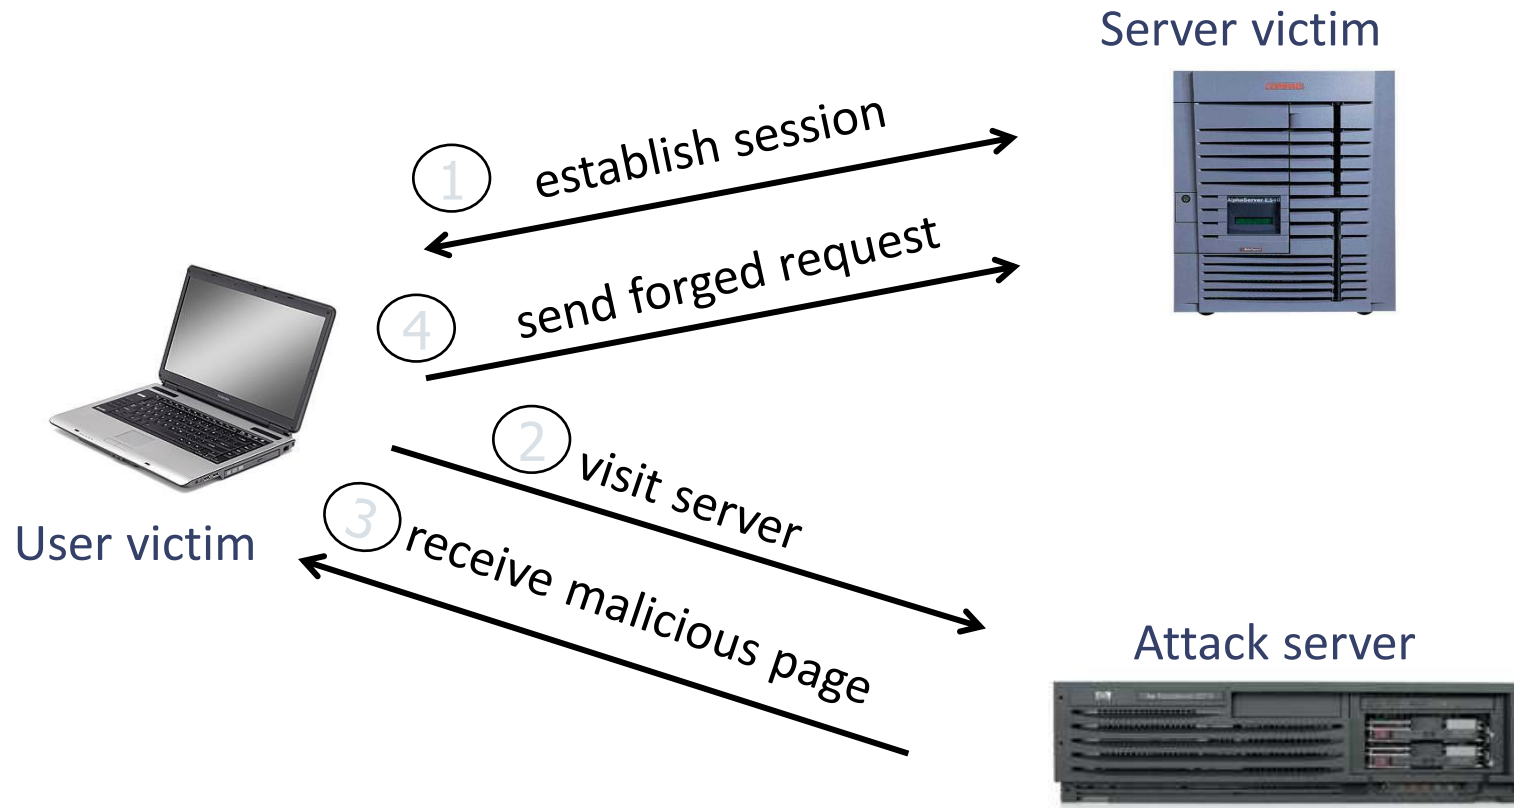 Server victim
1 establish session
4 send forged request
2 visit server
User victim
3 receive malicious page
Attack server